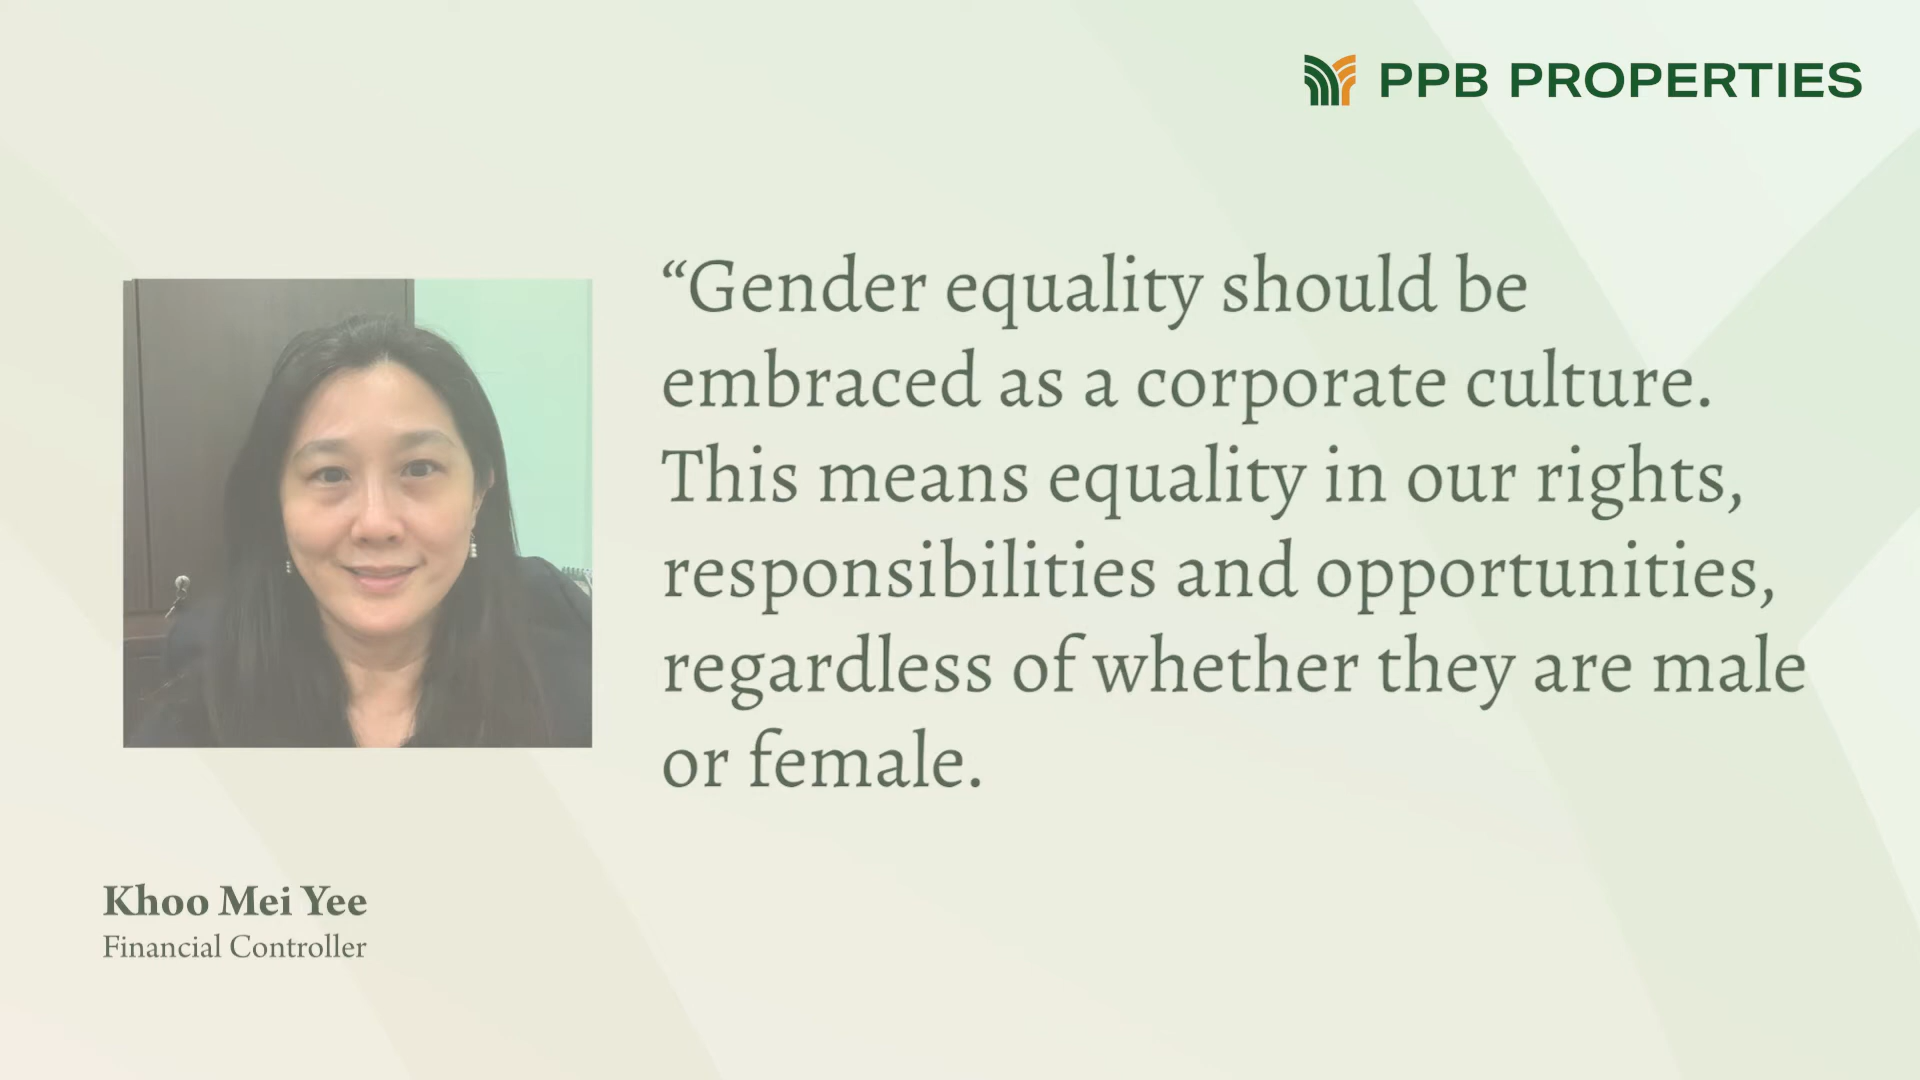 PPB PROPERTIES
“Gender equality should be
embraced as a corporate culture.
This means equality in our rights,
responsibilities and opportunities,
regardless of whether they are male
or female.
Khoo Mei Yee
Financial Controller